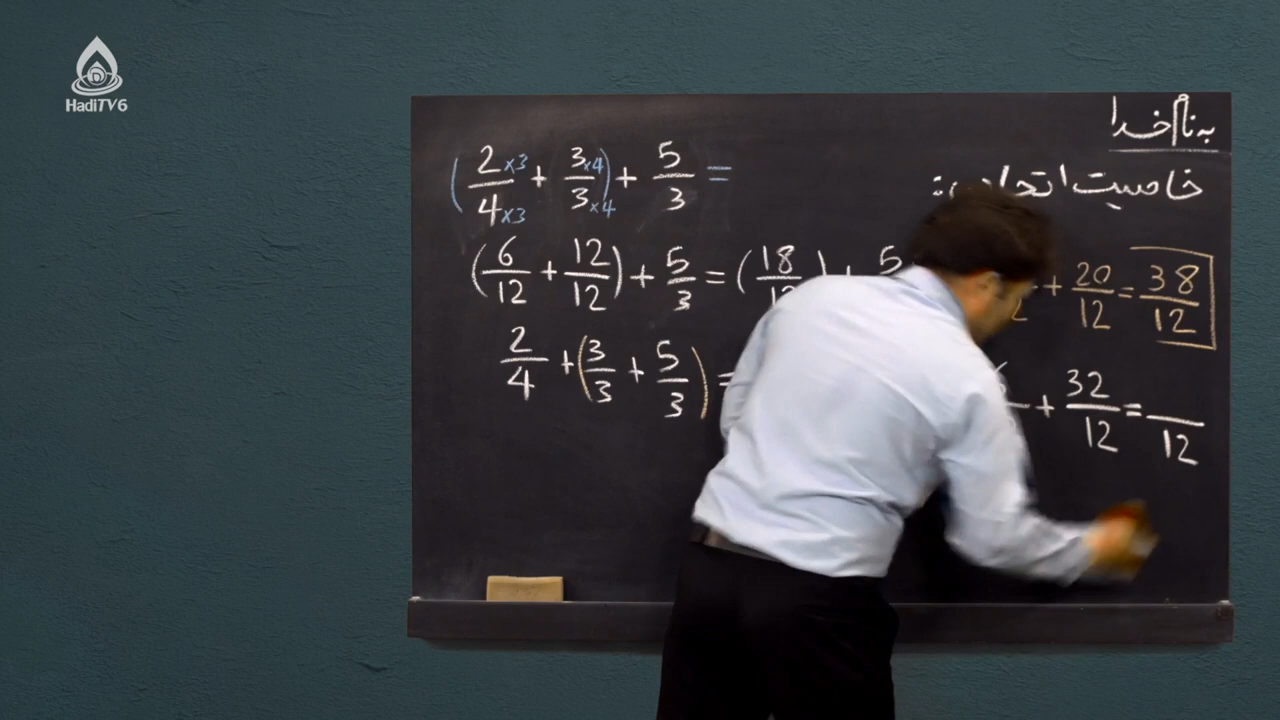 HadiTV6
به نام خدا
خاصیت
(2/4 ×3 ×3 + 3/3 ×4 ×4) + 5/3 =
(6/12 + 12/12) + 5/3 = (18/12) + 5 + 20/12 = 38/12
2/4 + (3/3 + 5/3) = + 32/12 = /12